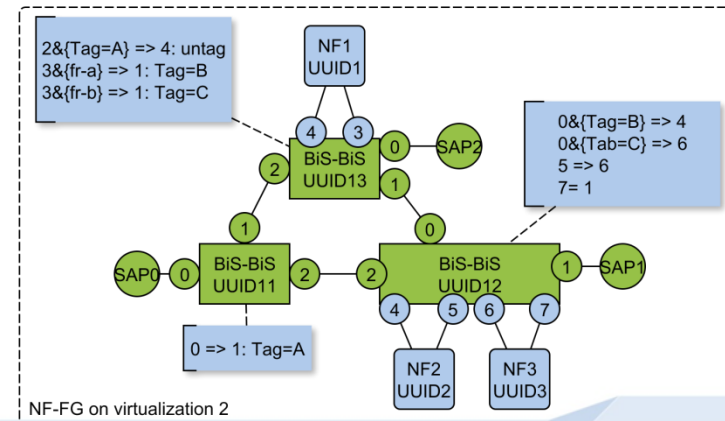 2&{Tag=A} => 4: untag
3&{fr-a} => 1: Tag=B
3&{fr-b} => 1: Tag=C
NF1
UUID1
4
3
0
SAP2
BiS-BiS
UUID13
2
1
0&{Tag=B} => 4
0&{Tab=C} => 6
5 => 6
7= 1
1
0
SAP0
0
BiS-BiS
UUID11
2
2
BiS-BiS
UUID12
1
SAP1
4
5
6
7
0 => 1: Tag=A
NF2
UUID2
NF3
UUID3
NF-FG on virtualization 2